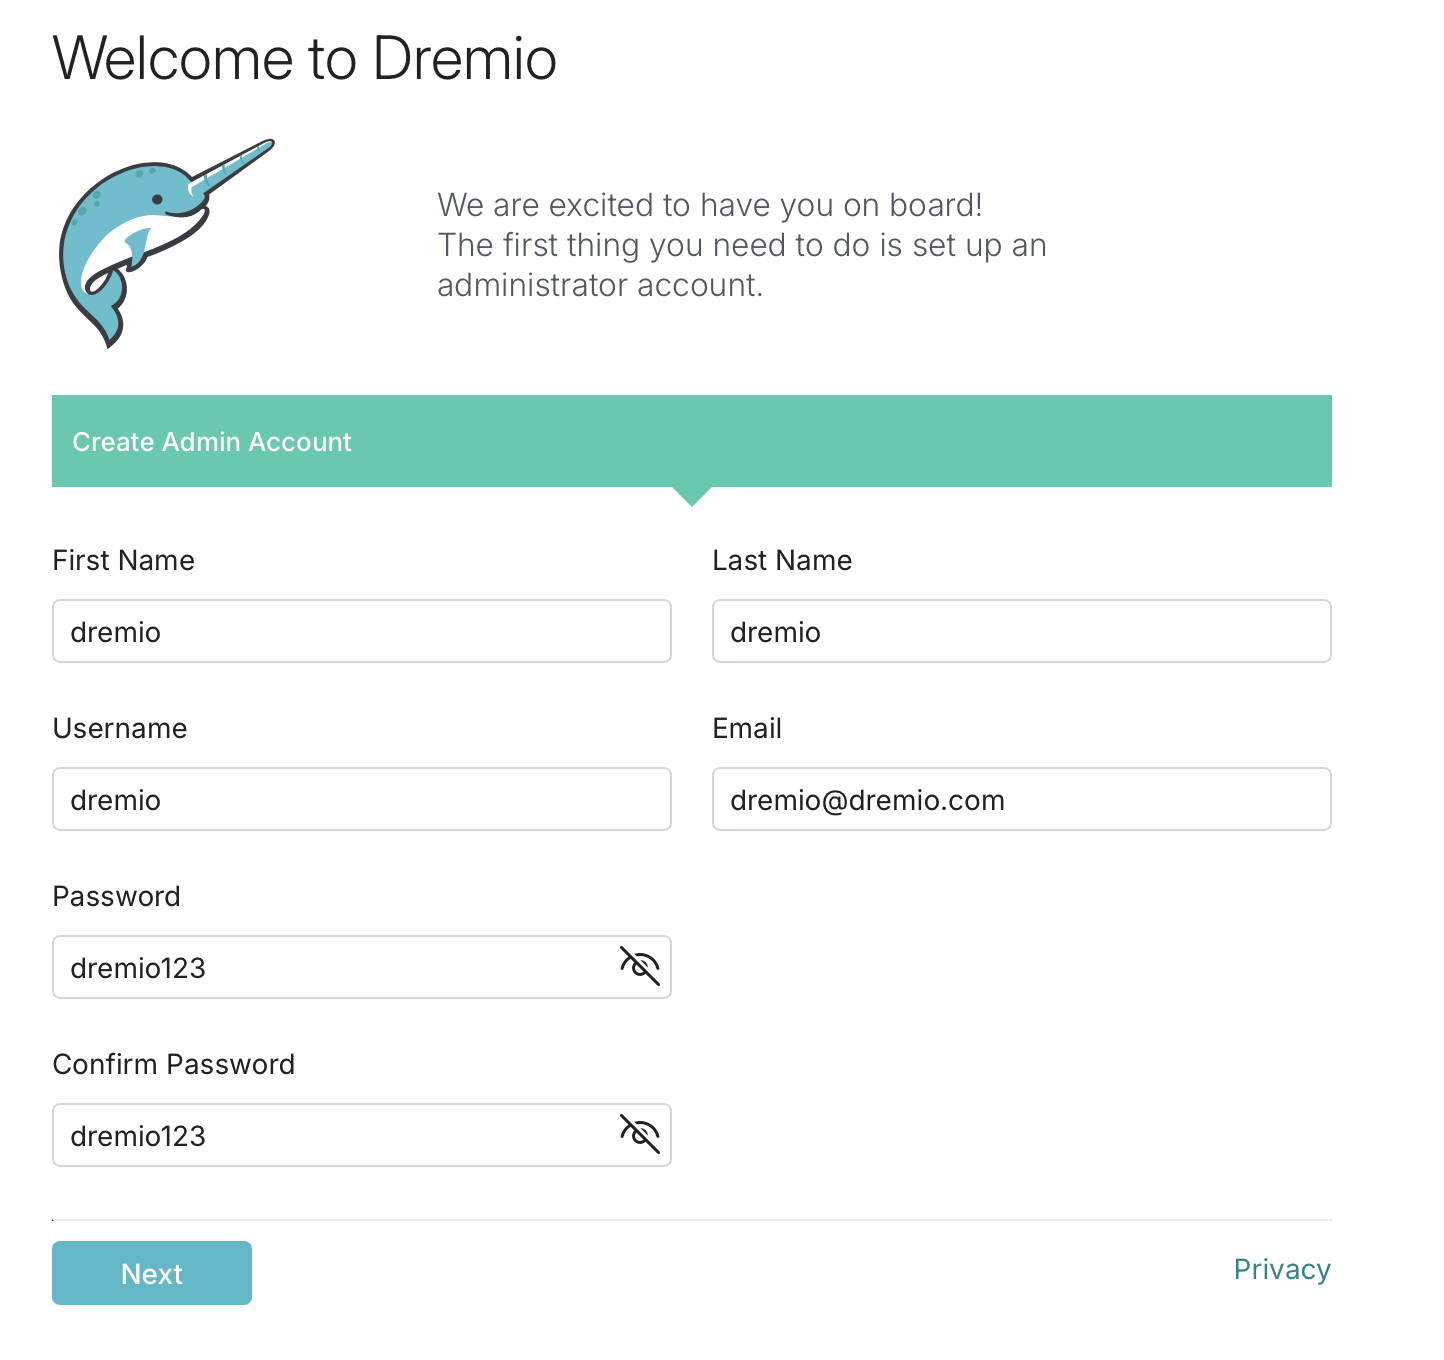 Welcome to Dremio
We are excited to have you on board!
The first thing you need to do is set up an
administrator account.
Create Admin Account
First Name
Last Name
dremio
dremio
Username
Email
dremio
dremio@dremio.com
Password
dremio123
Confirm Password
dremio123
Next
Privacy